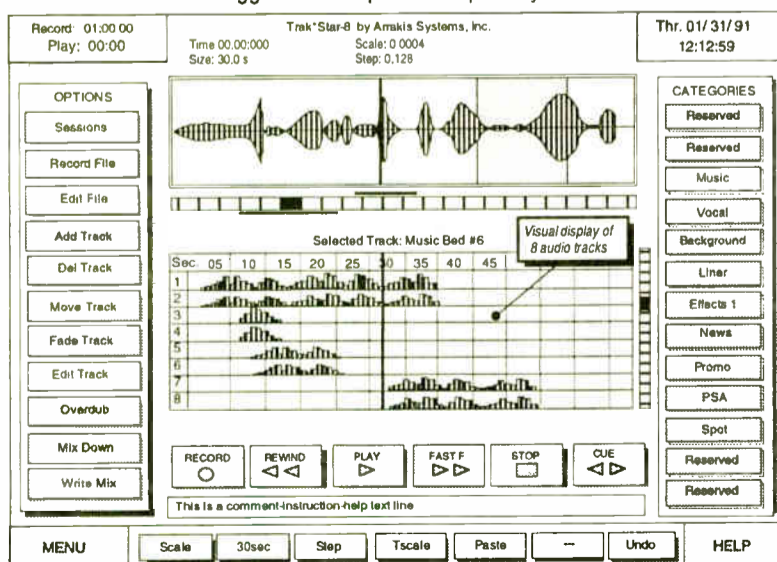 Record: 01:00:00
Play: 00:00
Trak*Star-8 by Arrakis Systems, Inc.
Time 00.00:000
Scale: 0 0004
Size: 30.0 s
Step: 0,128
Thr. 01/31/91
12:12:59
OPTIONS
Sessions
Record File
Edit File
Add Track
Del Track
Move Track
Fade Track
Edit Track
Overdub
Mix Down
Write Mix
Selected Track: Music Bed #6
Visual display of
8 audio tracks
Sec. 05 10 15 20 25 30 35 40 45
1
2
3
4
5
6
7
8
RECORD
REWIND
PLAY
FAST F
STOP
CUE
This is a comment-instruction-help text line
CATEGORIES
Reserved
Reserved
Music
Vocal
Background
Liner
Effects 1
News
Promo
PSA
Spot
Reserved
Reserved
MENU
Scale
30sec
Step
Tscale
Paste
---
Undo
HELP